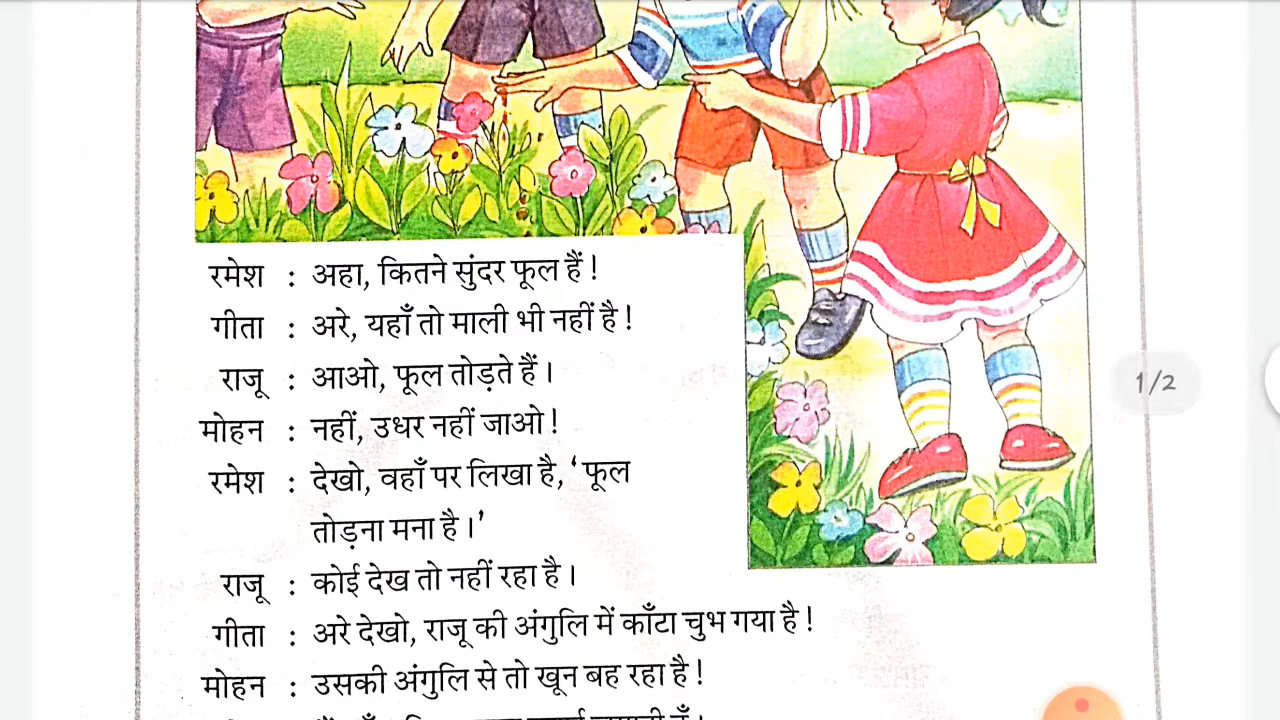 रमेश : अहा, कितने सुंदर फूल हैं !
गीता : अरे, यहाँ तो माली भी नहीं है !
राजू : आओ, फूल तोड़ते हैं ।
मोहन : नहीं, उधर नहीं जाओ !
रमेश : देखो, वहाँ पर लिखा है, ‘ फूल
तोड़ना मना है ।’
1/2
राजू : कोई देख तो नहीं रहा है ।
गीता : अरे देखो, राजू की अंगुलि में काँटा चुभ गया है !
मोहन : उसकी अंगुलि से तो खून बह रहा है !